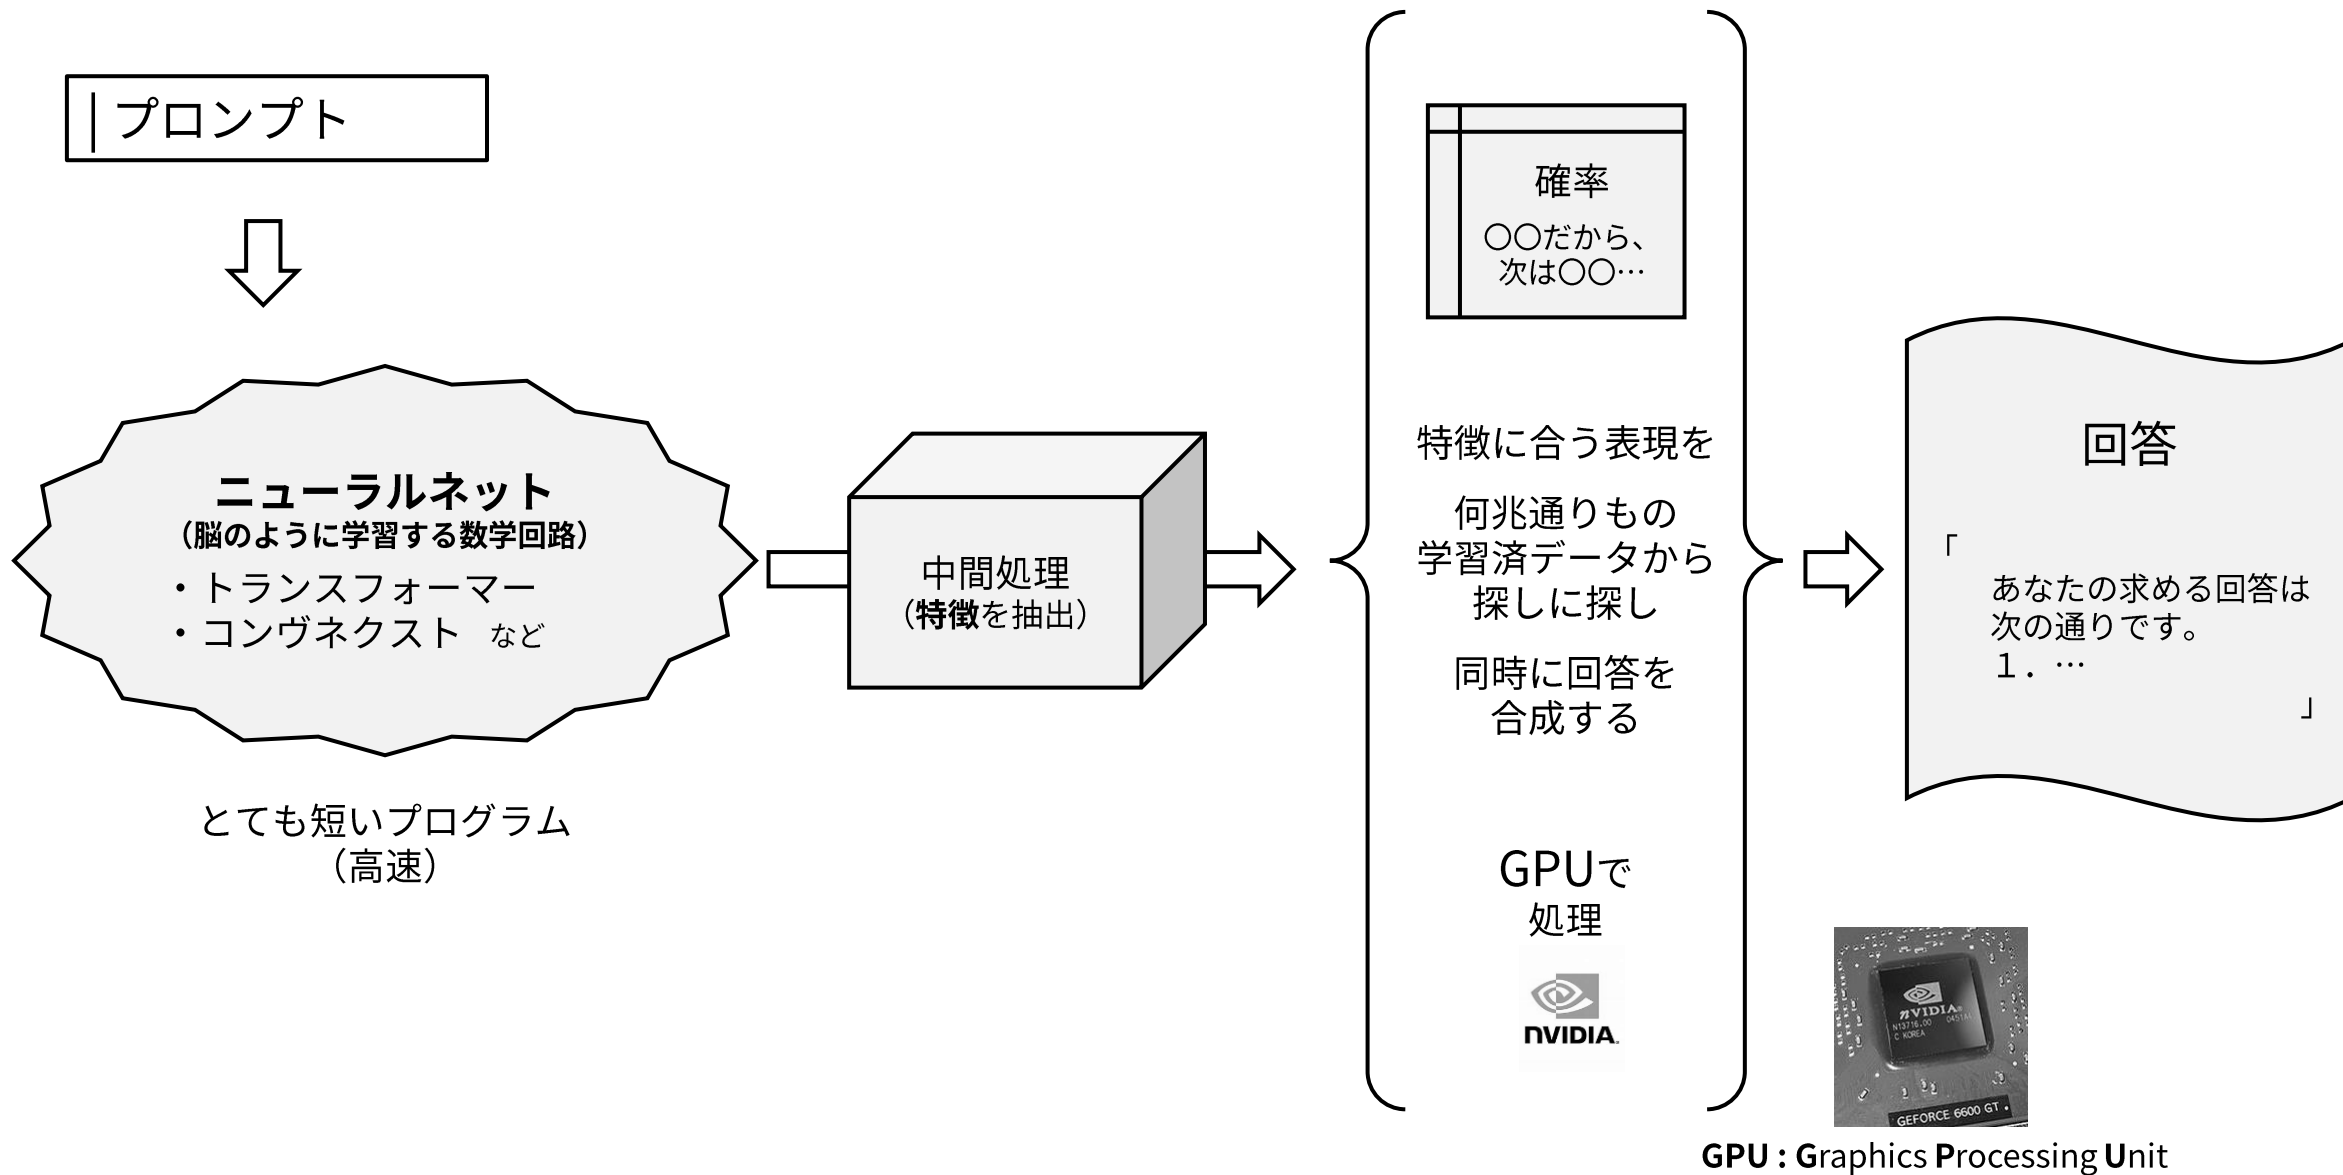 プロンプト
ニューラルネット
（脳のように学習する数学回路）
・トランスフォーマー
・コンヴネクスト など
とても短いプログラム
（高速）
中間処理
（特徴を抽出）
確率
〇〇だから、
次は〇〇…
特徴に合う表現を
何兆通りもの
学習済データから
探しに探し
同時に回答を
合成する
GPUで
処理
NVIDIA
回答
「
あなたの求める回答は
次の通りです。
１．…
」
NVIDIA
N13716.00
C KOREA
GEFORCE 6600 GT
GPU : Graphics Processing Unit